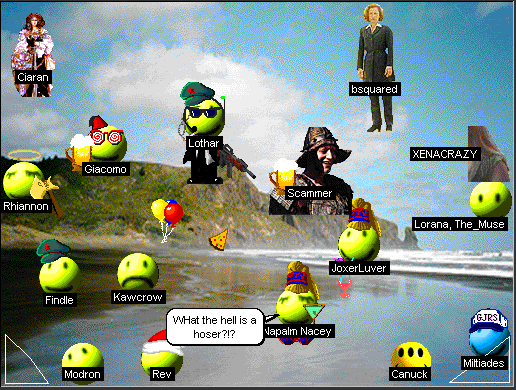 Ciaran
bsquared
Lothar
XENACRAZY
Giacomo
Scammer
Rhiannon
Lorana, The_Muse
JoxerLuver
Findle
Kawcrow
GJRS
WHat the hell is a
hoser?!?
Napalm Nacey
Modron
Rev
Canuck
Miltiades